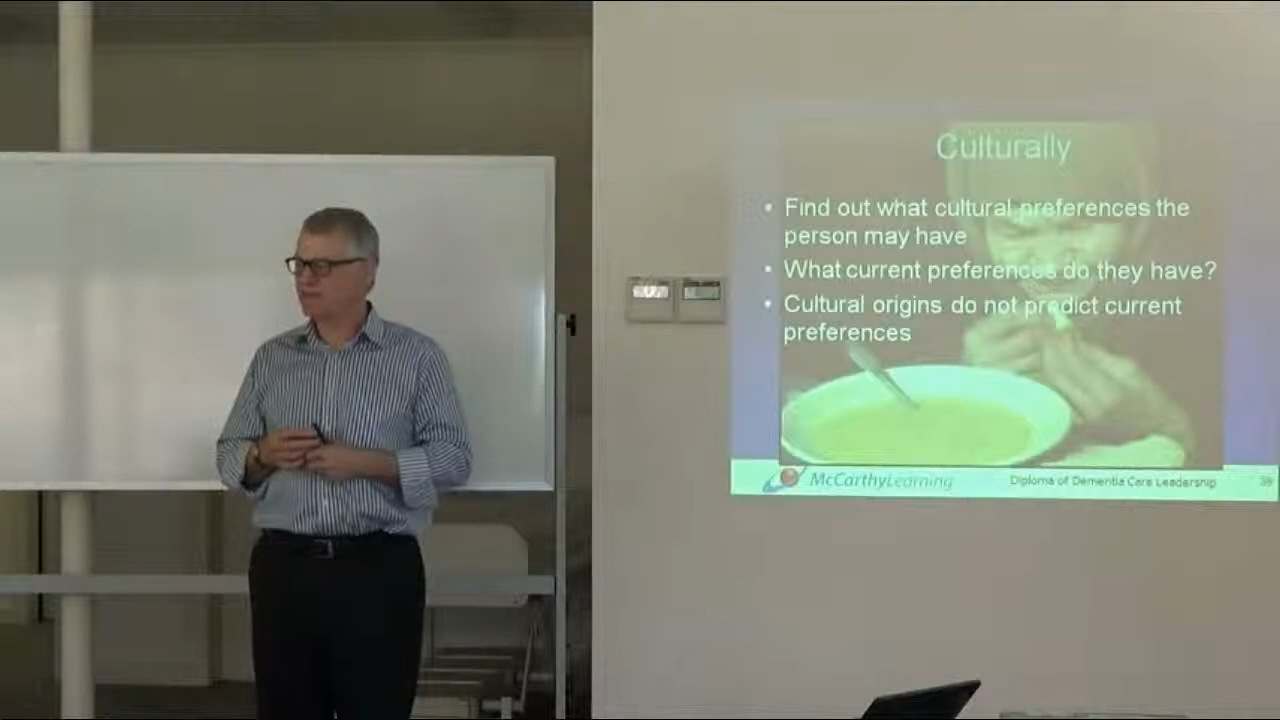 Culturally
• Find out what cultural preferences the
person may have
• What current preferences do they have?
• Cultural origins do not predict current
preferences
McCarthyLearning
Diploma of Dementia Care Leadership